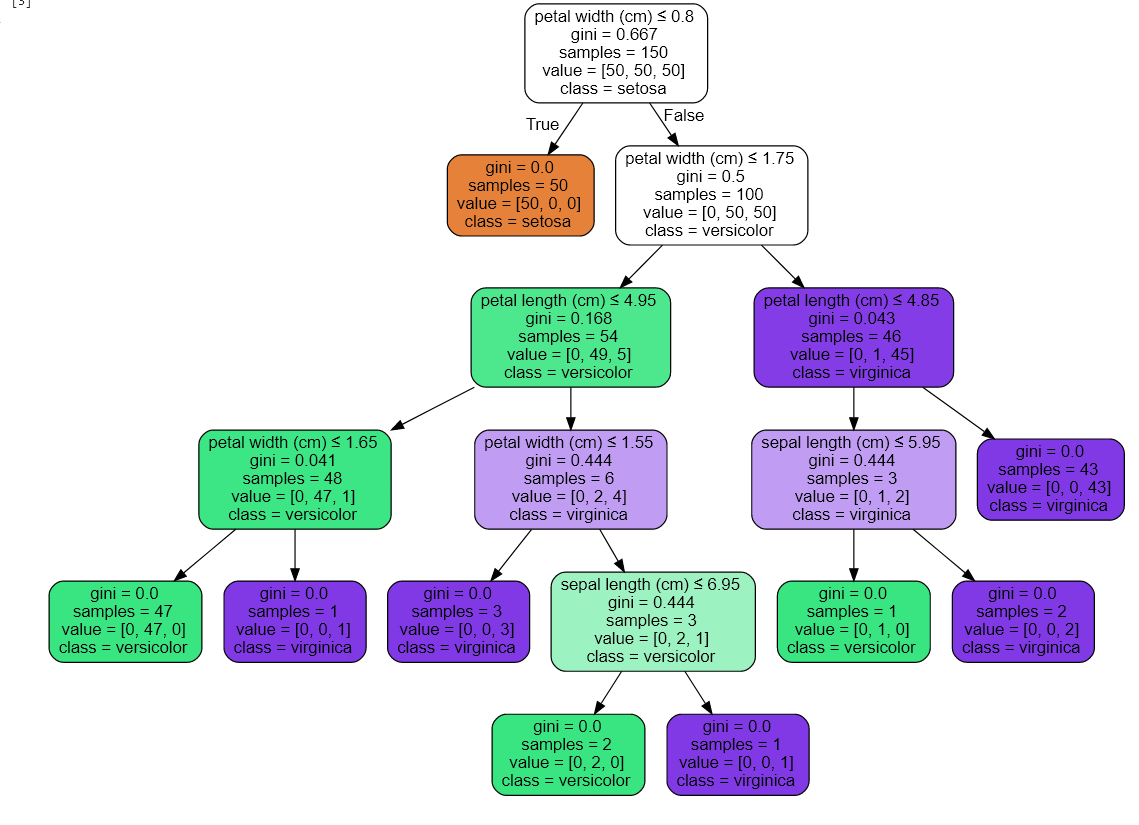 [3]
petal width (cm) ≤ 0.8
gini = 0.667
samples = 150
value = [50, 50, 50]
class = setosa
True
False
gini = 0.0
samples = 50
value = [50, 0, 0]
class = setosa
petal width (cm) ≤ 1.75
gini = 0.5
samples = 100
value = [0, 50, 50]
class = versicolor
petal length (cm) ≤ 4.95
gini = 0.168
samples = 54
value = [0, 49, 5]
class = versicolor
petal length (cm) ≤ 4.85
gini = 0.043
samples = 46
value = [0, 1, 45]
class = virginica
petal width (cm) ≤ 1.65
gini = 0.041
samples = 48
value = [0, 47, 1]
class = versicolor
petal width (cm) ≤ 1.55
gini = 0.444
samples = 6
value = [0, 2, 4]
class = virginica
sepal length (cm) ≤ 5.95
gini = 0.444
samples = 3
value = [0, 1, 2]
class = virginica
gini = 0.0
samples = 43
value = [0, 0, 43]
class = virginica
gini = 0.0
samples = 47
value = [0, 47, 0]
class = versicolor
gini = 0.0
samples = 1
value = [0, 0, 1]
class = virginica
gini = 0.0
samples = 3
value = [0, 0, 3]
class = virginica
sepal length (cm) ≤ 6.95
gini = 0.444
samples = 3
value = [0, 2, 1]
class = versicolor
gini = 0.0
samples = 1
value = [0, 1, 0]
class = versicolor
gini = 0.0
samples = 2
value = [0, 0, 2]
class = virginica
gini = 0.0
samples = 2
value = [0, 2, 0]
class = versicolor
gini = 0.0
samples = 1
value = [0, 0, 1]
class = virginica